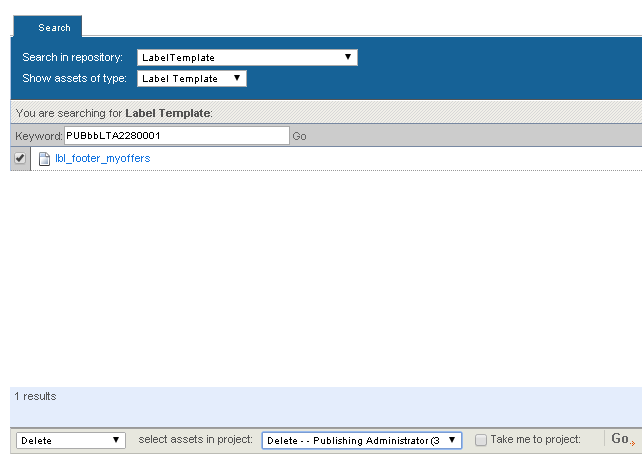 Search
Search in repository: LabelTemplate
Show assets of type: Label Template
You are searching for Label Template:
Keyword: PUBbbLTA2280001 Go
lbl_footer_myoffers
1 results
Delete select assets in project: Delete - - Publishing Administrator (3 Take me to project: Go